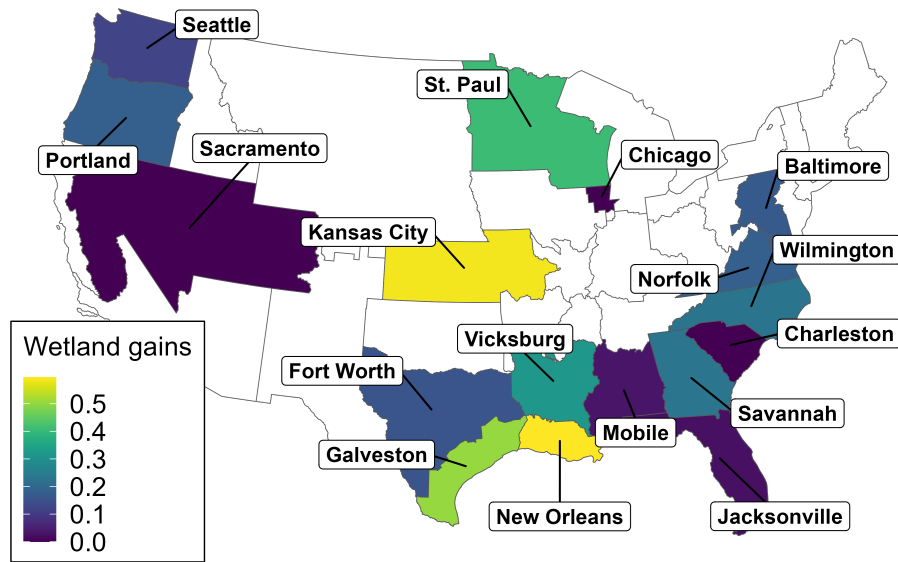 Seattle
St. Paul
Portland
Sacramento
Chicago
Baltimore
Kansas City
Wilmington
Norfolk
Vicksburg
Charleston
Fort Worth
Savannah
Mobile
Galveston
New Orleans
Jacksonville
Wetland gains
0.5
0.4
0.3
0.2
0.1
0.0